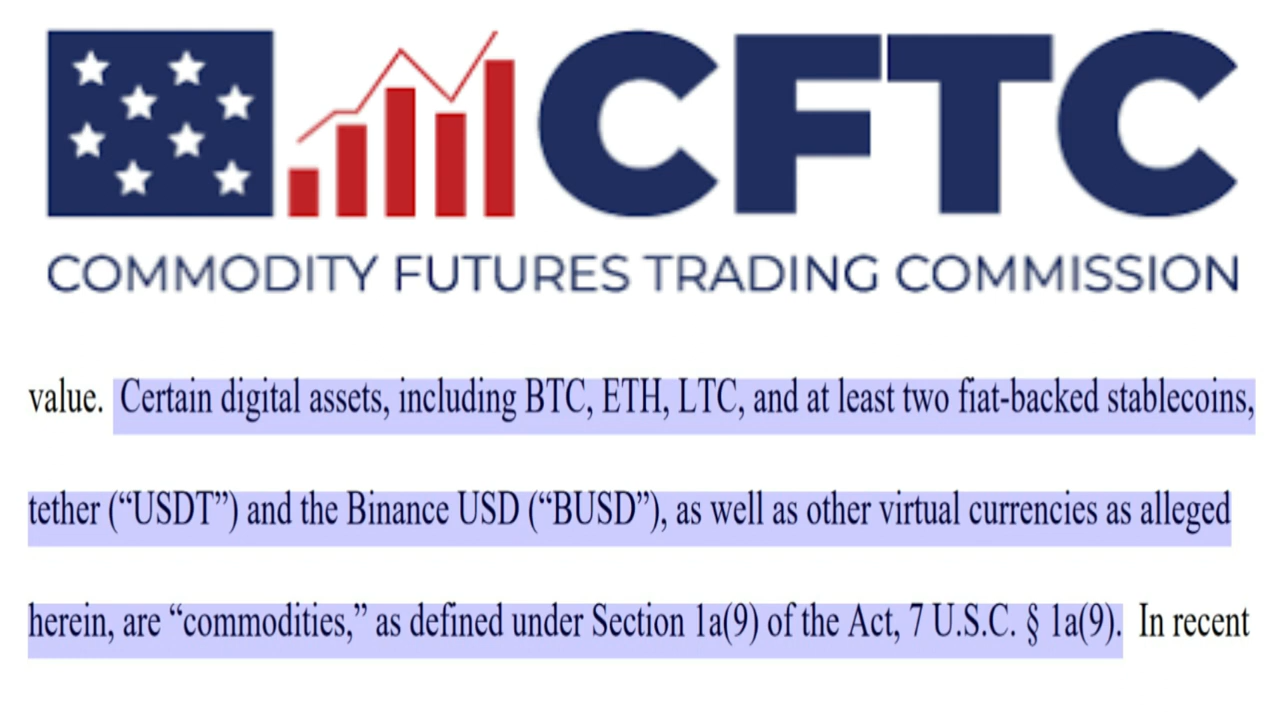 CFTC
COMMODITY FUTURES TRADING COMMISSION
value.  Certain digital assets, including BTC, ETH, LTC, and at least two fiat-backed stablecoins,
tether (“USDT”) and the Binance USD (“BUSD”), as well as other virtual currencies as alleged
herein, are “commodities,” as defined under Section 1a(9) of the Act, 7 U.S.C. § 1a(9).  In recent